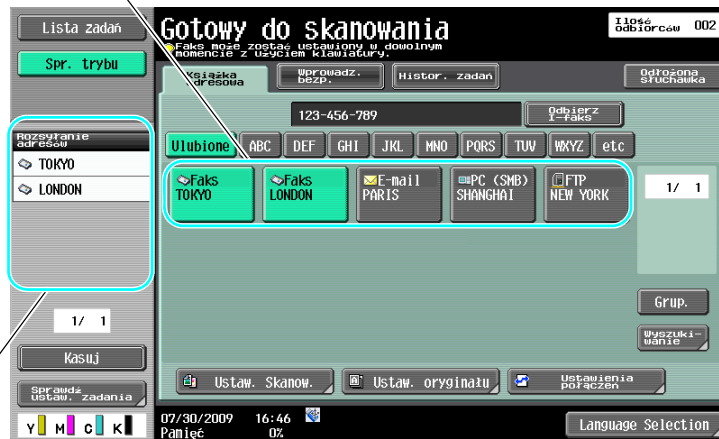 Lista zadań
Spr. trybu
Rozsyłanie
adresów
TOKYO
LONDON
1/ 1
Kasuj
Sprawdź
ustaw. zadania
Y M C K
Gotowy do skanowania
Faks może zostać ustawiony w dowolnym
momencie z użyciem klawiatury.
Ilość
odbiorców 002
Książka
adresowa
Wprowadz.
bezp.
Histor. zadań
Odłożona
słuchawka
123-456-789
Odbierz
I-faks
Ulubione ABC DEF GHI JKL MNO PQRS TUV WXYZ etc
Faks
TOKYO
Faks
LONDON
E-mail
PARIS
PC (SMB)
SHANGHAI
FTP
NEW YORK
1/ 1
Grup.
Wyszuki-
wanie
Ustaw. Skanow.
Ustaw. oryginału
Ustawienia
połączeń
07/30/2009 16:46
Pamięć 0%
Language Selection